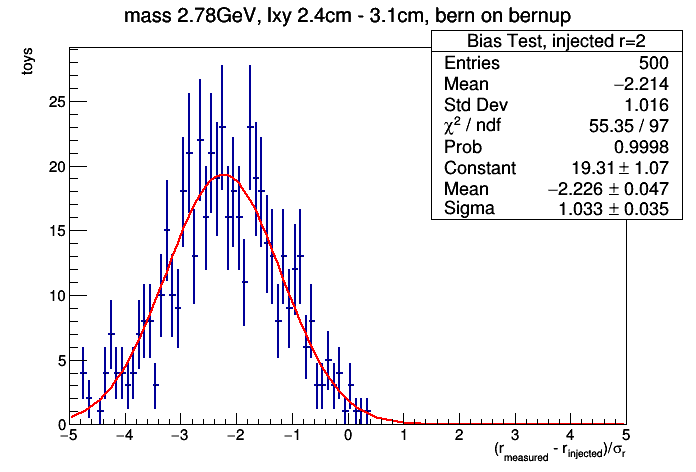 mass 2.78GeV, lxy 2.4cm - 3.1cm, bern on bernup
Bias Test, injected r=2
Entries 500
Mean −2.214
Std Dev 1.016
χ² / ndf 55.35 / 97
Prob 0.9998
Constant 19.31 ± 1.07
Mean −2.226 ± 0.047
Sigma 1.033 ± 0.035
toys
25
20
15
10
5
0
−5 −4 −3 −2 −1 0 1 2 3 4 5
(r_measured - r_injected)/σ_r